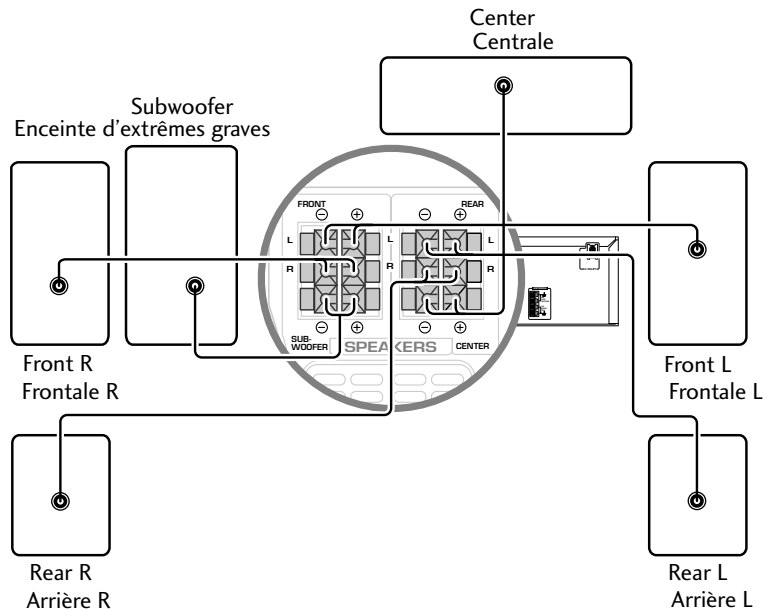 Center
Centrale
Subwoofer
Enceinte d'extrêmes graves
FRONT
REAR
⊖ ⊕ ⊖ ⊕
L L L
R R R
⊖ ⊕ ⊖ ⊕
SUB-
WOOFER
SPEAKERS
CENTER
Front R
Frontale R
Front L
Frontale L
Rear R
Arrière R
Rear L
Arrière L